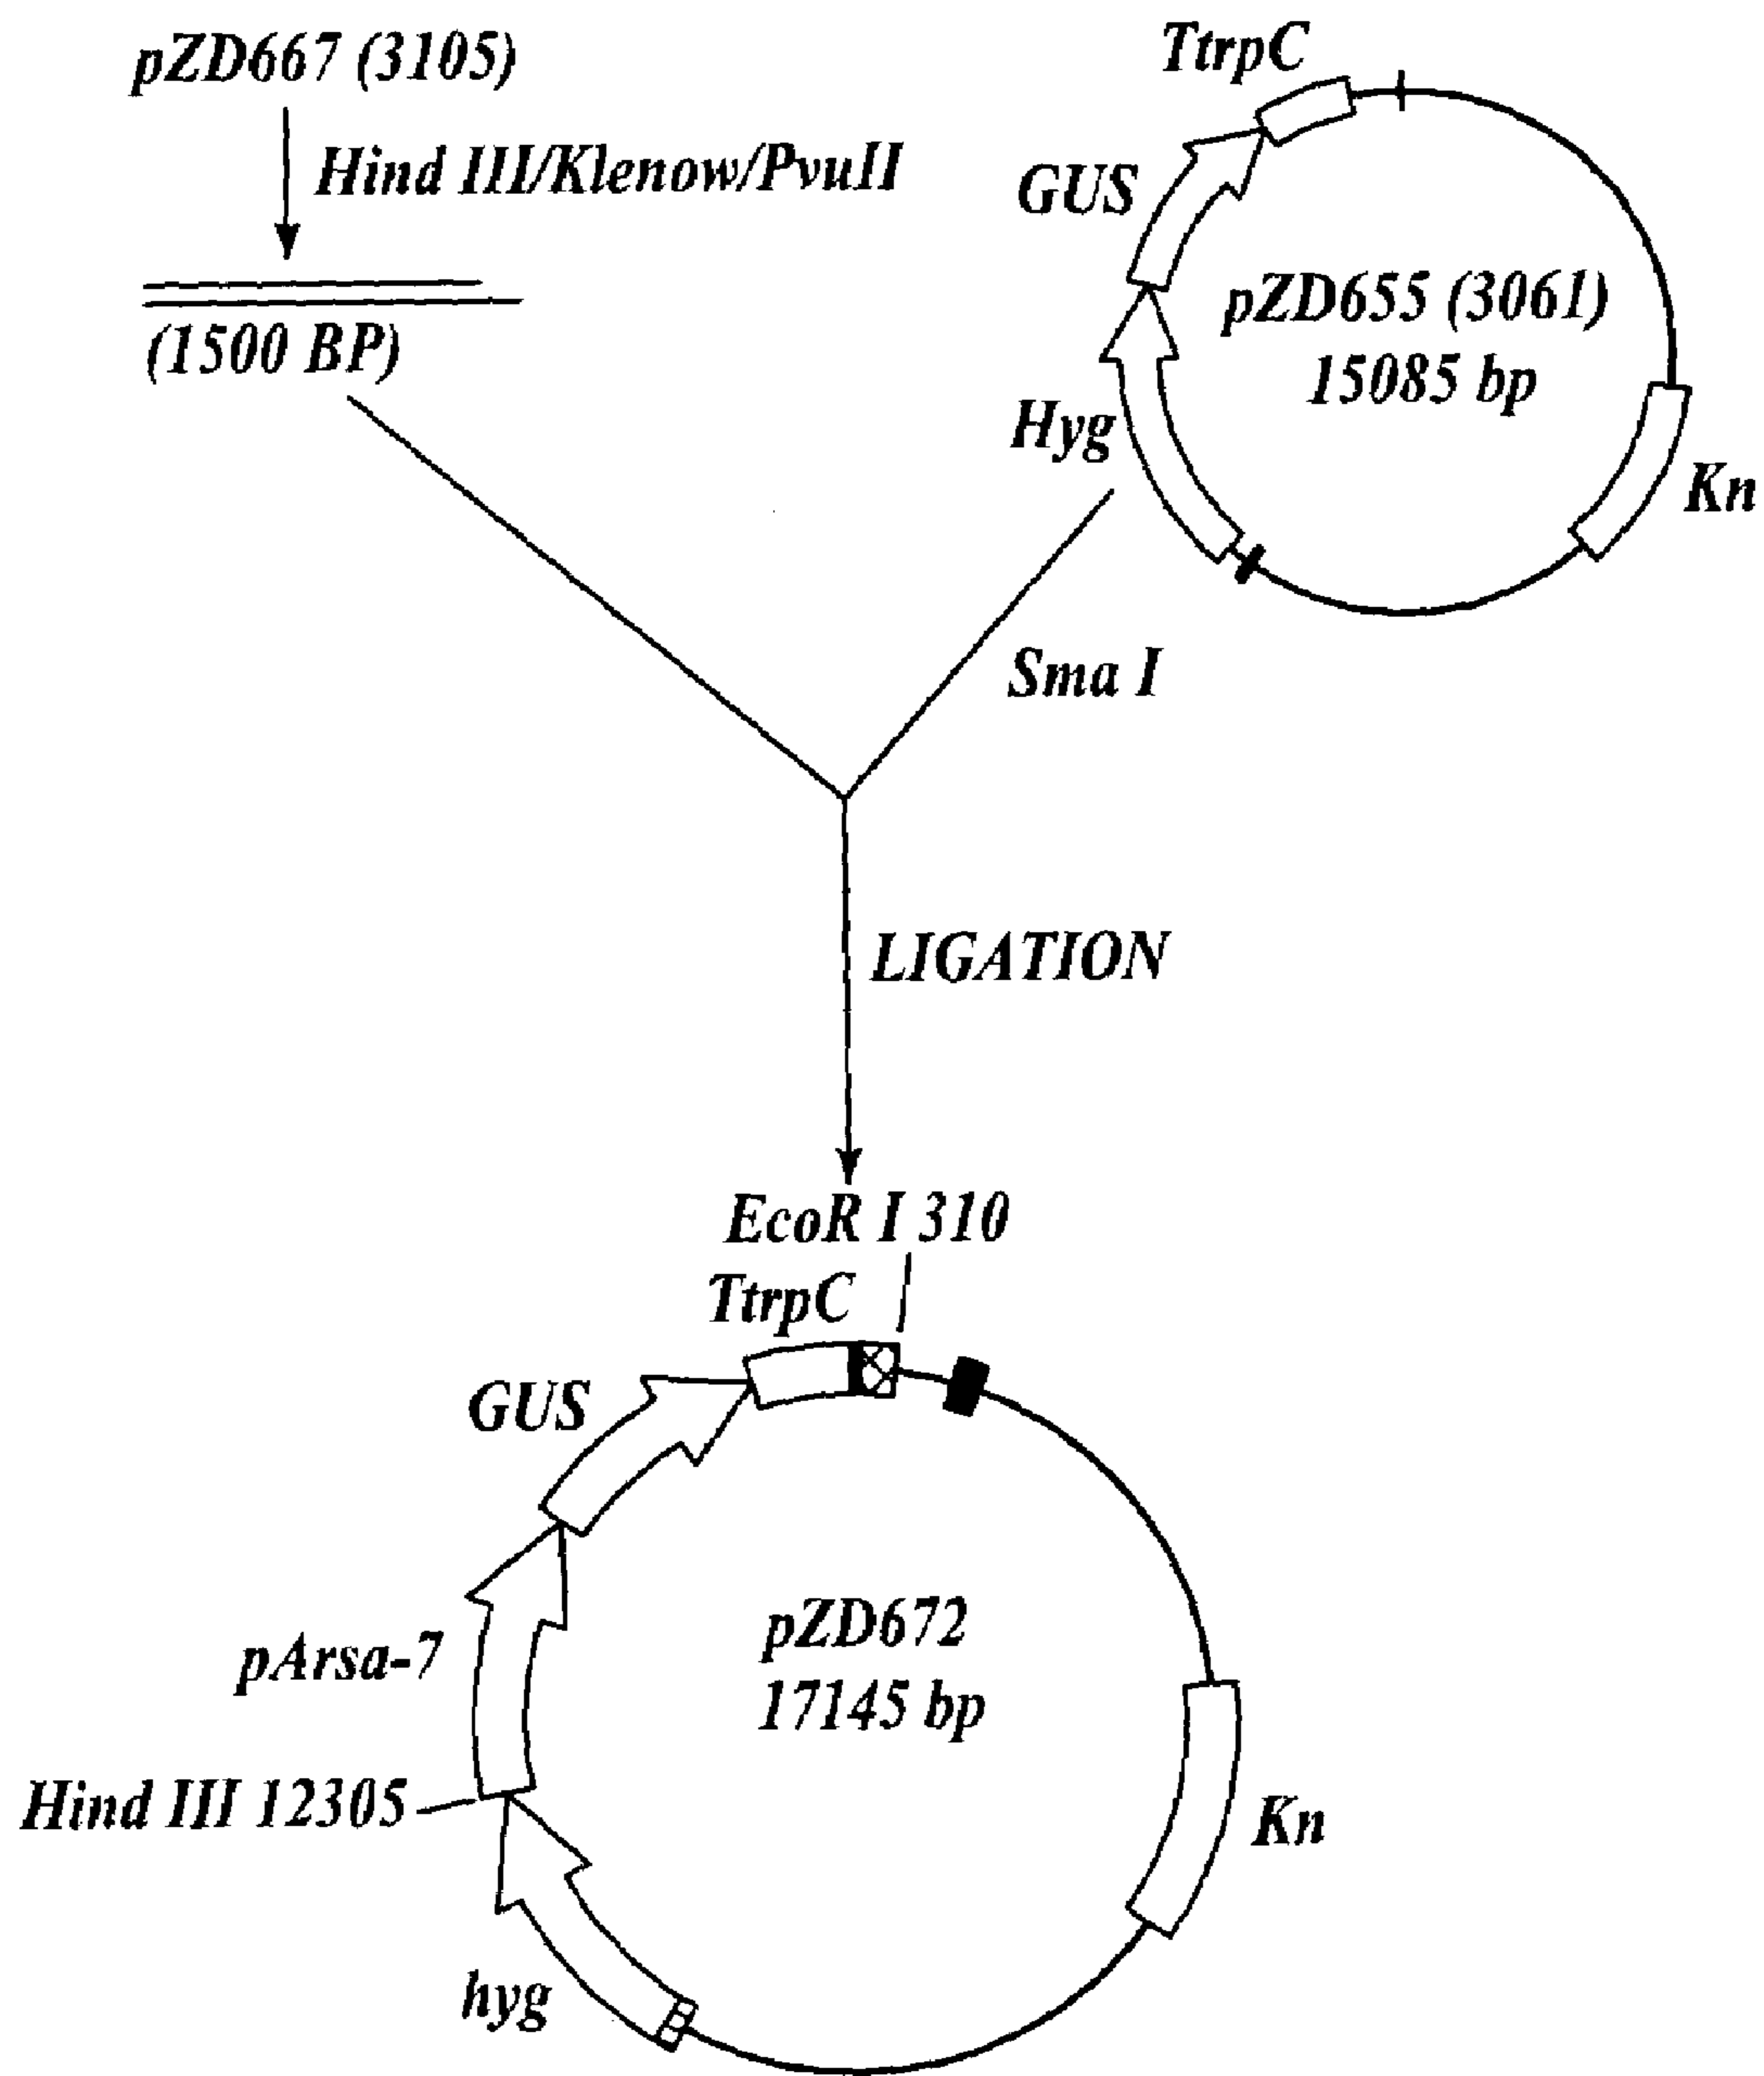 pZD667 (3105)
Hind III/Klenow/PvuII
(1500 BP)
TtrpC
GUS
pZD655 (3061)
15085 bp
Hyg
Kn
Sma I
LIGATION
EcoR I 310
TtrpC
GUS
pArsa-7
pZD672
17145 bp
Hind III 12305
Kn
hyg